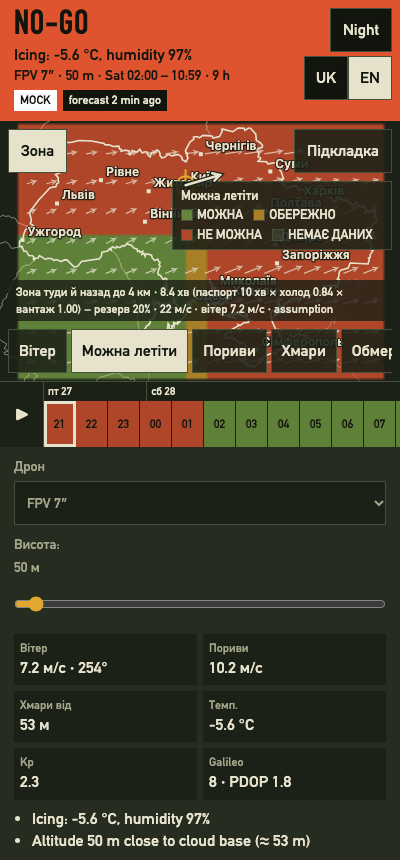 NO-GO
Icing: -5.6 °C, humidity 97%
FPV 7″ · 50 m · Sat 02:00 – 10:59 · 9 h
MOCK forecast 2 min ago
Night
UK EN
Зона
Підкладка
Чернігів
Рівне
Київ
Львів
Харків
Полтава
Ужгород
Запоріжжя
Миколаїв
Можна летіти
МОЖНА ОБЕРЕЖНО
НЕ МОЖНА НЕМАЄ ДАНИХ
Зона туди й назад до 4 км · 8.4 хв (паспорт 10 хв × холод 0.84 ×
вантаж 1.00) – резерв 20% · 22 м/с · вітер 7.2 м/с · assumption
Вітер Можна летіти Пориви Хмари
пт 27 сб 28
21 22 23 00 01 02 03 04 05 06 07
Дрон
FPV 7″
Висота:
50 м
Вітер
7.2 м/с · 254°
Пориви
10.2 м/с
Хмари від
53 м
Темп.
-5.6 °C
Kp
2.3
Galileo
8 · PDOP 1.8
• Icing: -5.6 °C, humidity 97%
• Altitude 50 m close to cloud base (≈ 53 m)